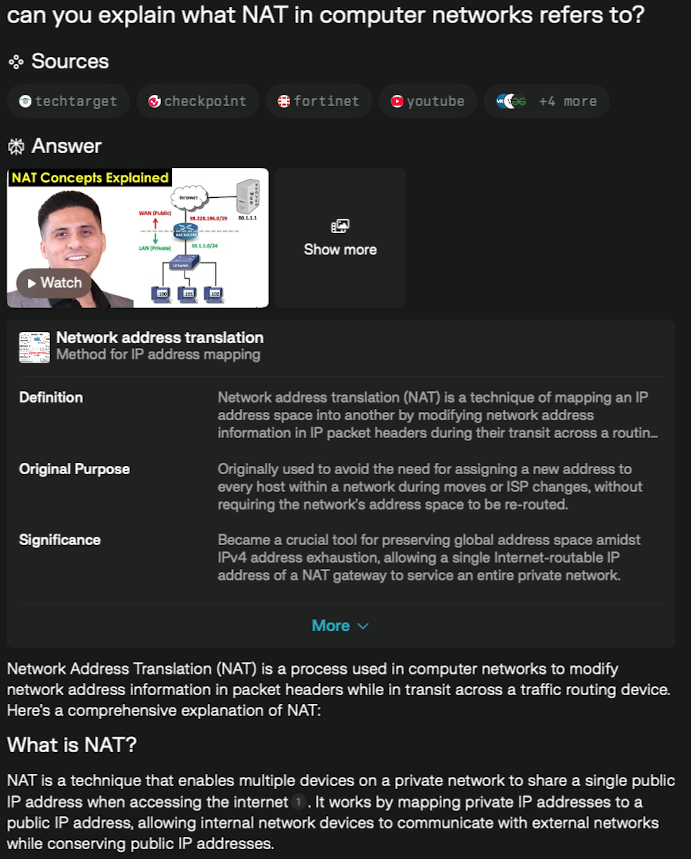 can you explain what NAT in computer networks refers to?
Sources
techtarget
checkpoint
fortinet
youtube
+4 more
Answer
NAT Concepts Explained
INTERNET
SERVER
80.1.1.1
WAN (Public)
98.228.196.0/29
NAT ROUTER
LAN (Private)
10.1.1.0/24
L2 Switch
100
101
102
Watch
Show more
Network address translation
Method for IP address mapping
Definition
Network address translation (NAT) is a technique of mapping an IP
address space into another by modifying network address
information in IP packet headers during their transit across a routin...
Original Purpose
Originally used to avoid the need for assigning a new address to
every host within a network during moves or ISP changes, without
requiring the network's address space to be re-routed.
Significance
Became a crucial tool for preserving global address space amidst
IPv4 address exhaustion, allowing a single Internet-routable IP
address of a NAT gateway to service an entire private network.
More
Network Address Translation (NAT) is a process used in computer networks to modify
network address information in packet headers while in transit across a traffic routing device.
Here's a comprehensive explanation of NAT:
What is NAT?
NAT is a technique that enables multiple devices on a private network to share a single public
IP address when accessing the internet 1 . It works by mapping private IP addresses to a
public IP address, allowing internal network devices to communicate with external networks
while conserving public IP addresses.